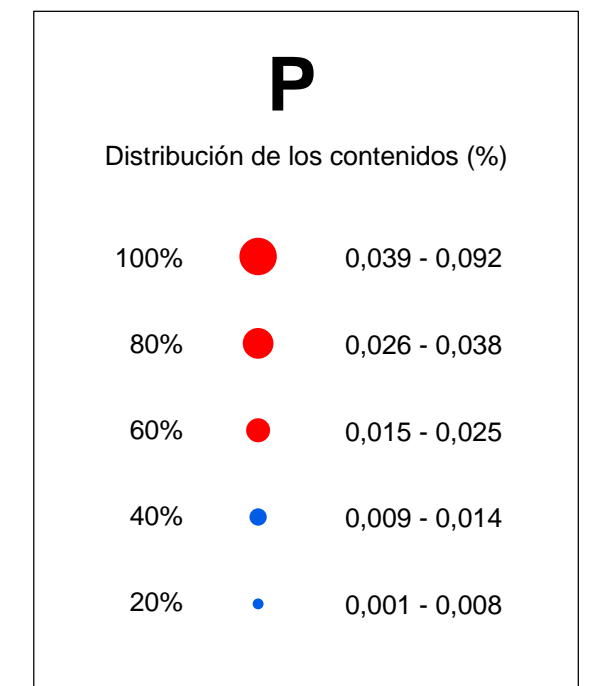 P
Distribución de los contenidos (%)
100% 0,039 - 0,092
80% 0,026 - 0,038
60% 0,015 - 0,025
40% 0,009 - 0,014
20% 0,001 - 0,008